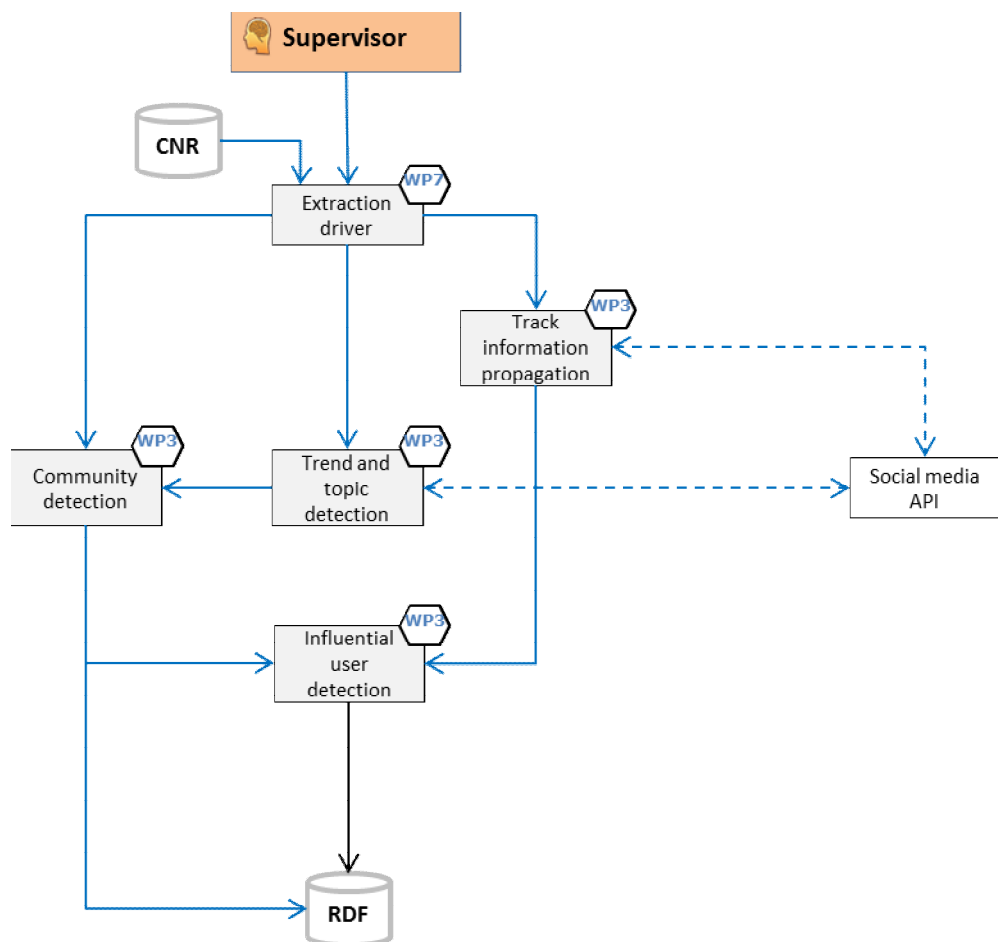 Supervisor
CNR
WP7
Extraction
driver
WP3
Track
information
propagation
WP3
Community
detection
WP3
Trend and
topic
detection
Social media
API
WP3
Influential
user
detection
RDF